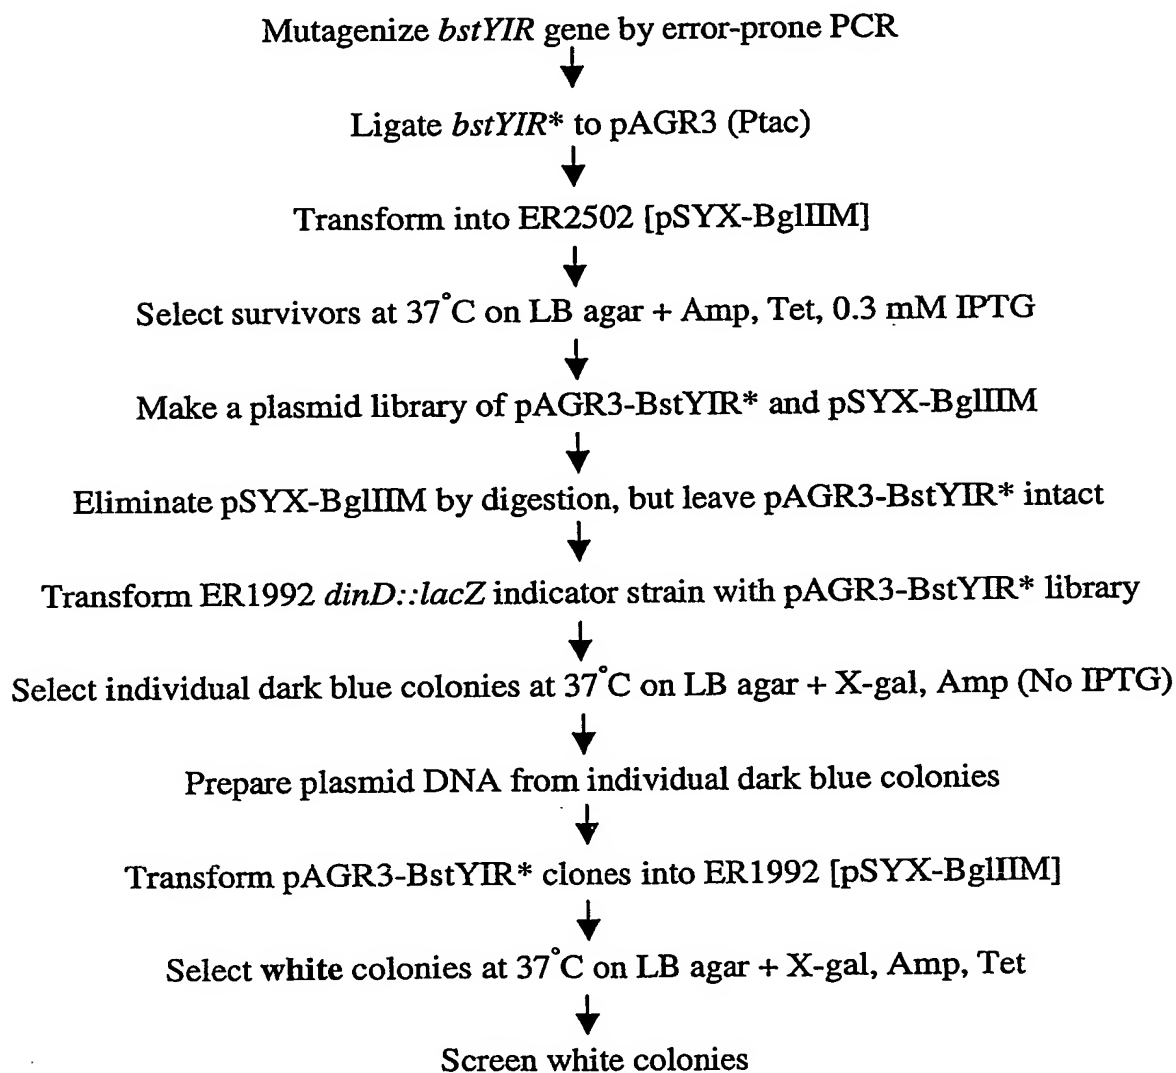 Mutagenize bstYIR gene by error-prone PCR
Ligate bstYIR* to pAGR3 (Ptac)
Transform into ER2502 [pSYX-BglIIM]
Select survivors at 37°C on LB agar + Amp, Tet, 0.3 mM IPTG
Make a plasmid library of pAGR3-BstYIR* and pSYX-BglIIM
Eliminate pSYX-BglIIM by digestion, but leave pAGR3-BstYIR* intact
Transform ER1992 dinD::lacZ indicator strain with pAGR3-BstYIR* library
Select individual dark blue colonies at 37°C on LB agar + X-gal, Amp (No IPTG)
Prepare plasmid DNA from individual dark blue colonies
Transform pAGR3-BstYIR* clones into ER1992 [pSYX-BglIIM]
Select white colonies at 37°C on LB agar + X-gal, Amp, Tet
Screen white colonies